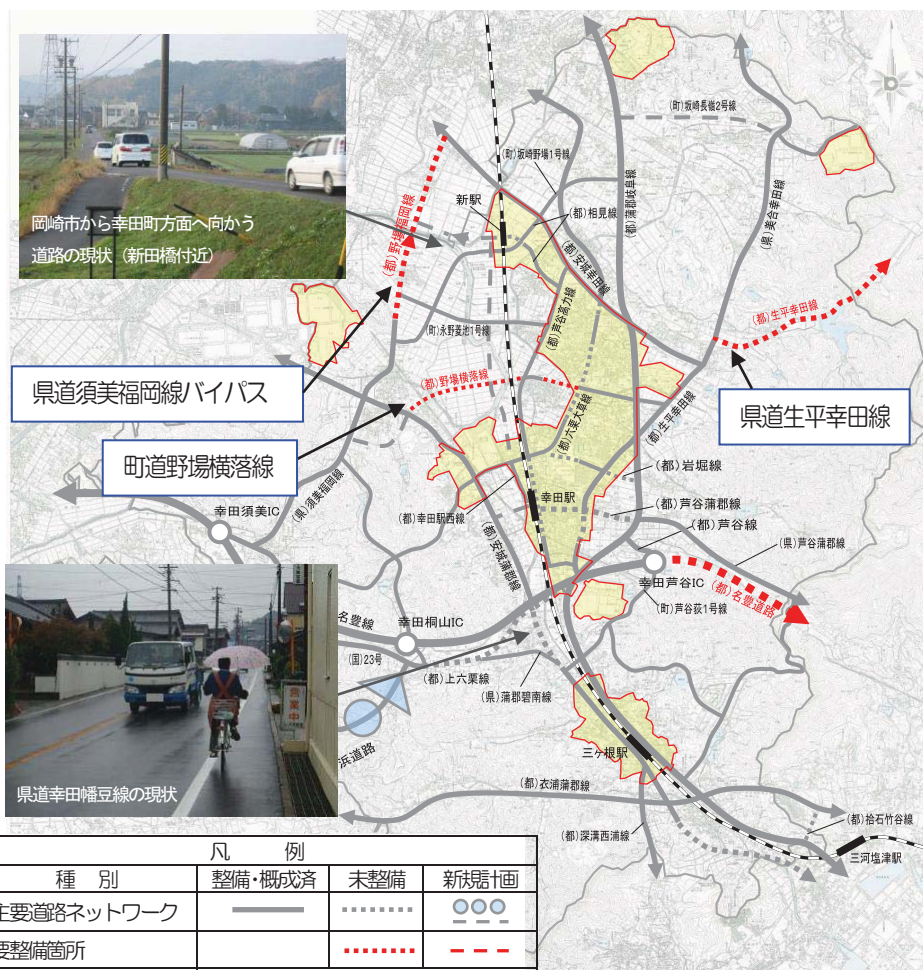 岡崎市から幸田町方面へ向かう
道路の現状（新田橋付近）
(町)坂崎長嶺2号線
(町)坂崎野場1号線
(都)蒲郡岐阜線
新駅
(都)相見線
(県)美合幸田線
(都)野場福岡線
(都)安城幸田線
(都)生平幸田線
(都)芦谷高力線
(町)永野菱池1号線
県道須美福岡線バイパス
(都)野場横落線
県道生平幸田線
(都)六栗大草線
(都)生平幸田線
町道野場横落線
(都)岩堀線
幸田駅
(県)須美福岡線
(都)芦谷蒲郡線
幸田須美IC
(都)幸田駅西線
(都)芦谷線
(県)芦谷蒲郡線
(都)安城蒲郡線
幸田芦谷IC
(都)名豊道路
(町)芦谷荻1号線
名豊線
幸田桐山IC
(国)23号
(都)上六栗線
(県)蒲郡碧南線
営業中
浜道路
三ヶ根駅
県道幸田幡豆線の現状
(都)衣浦蒲郡線
(都)拾石竹谷線
(都)深溝西浦線
三河塩津駅
凡 例
種 別 整備・概成済 未整備 新規計画
主要道路ネットワーク
要整備箇所